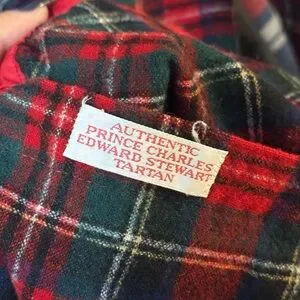 AUTHENTIC
PRINCE CHARLES
EDWARD STEWART
TARTAN